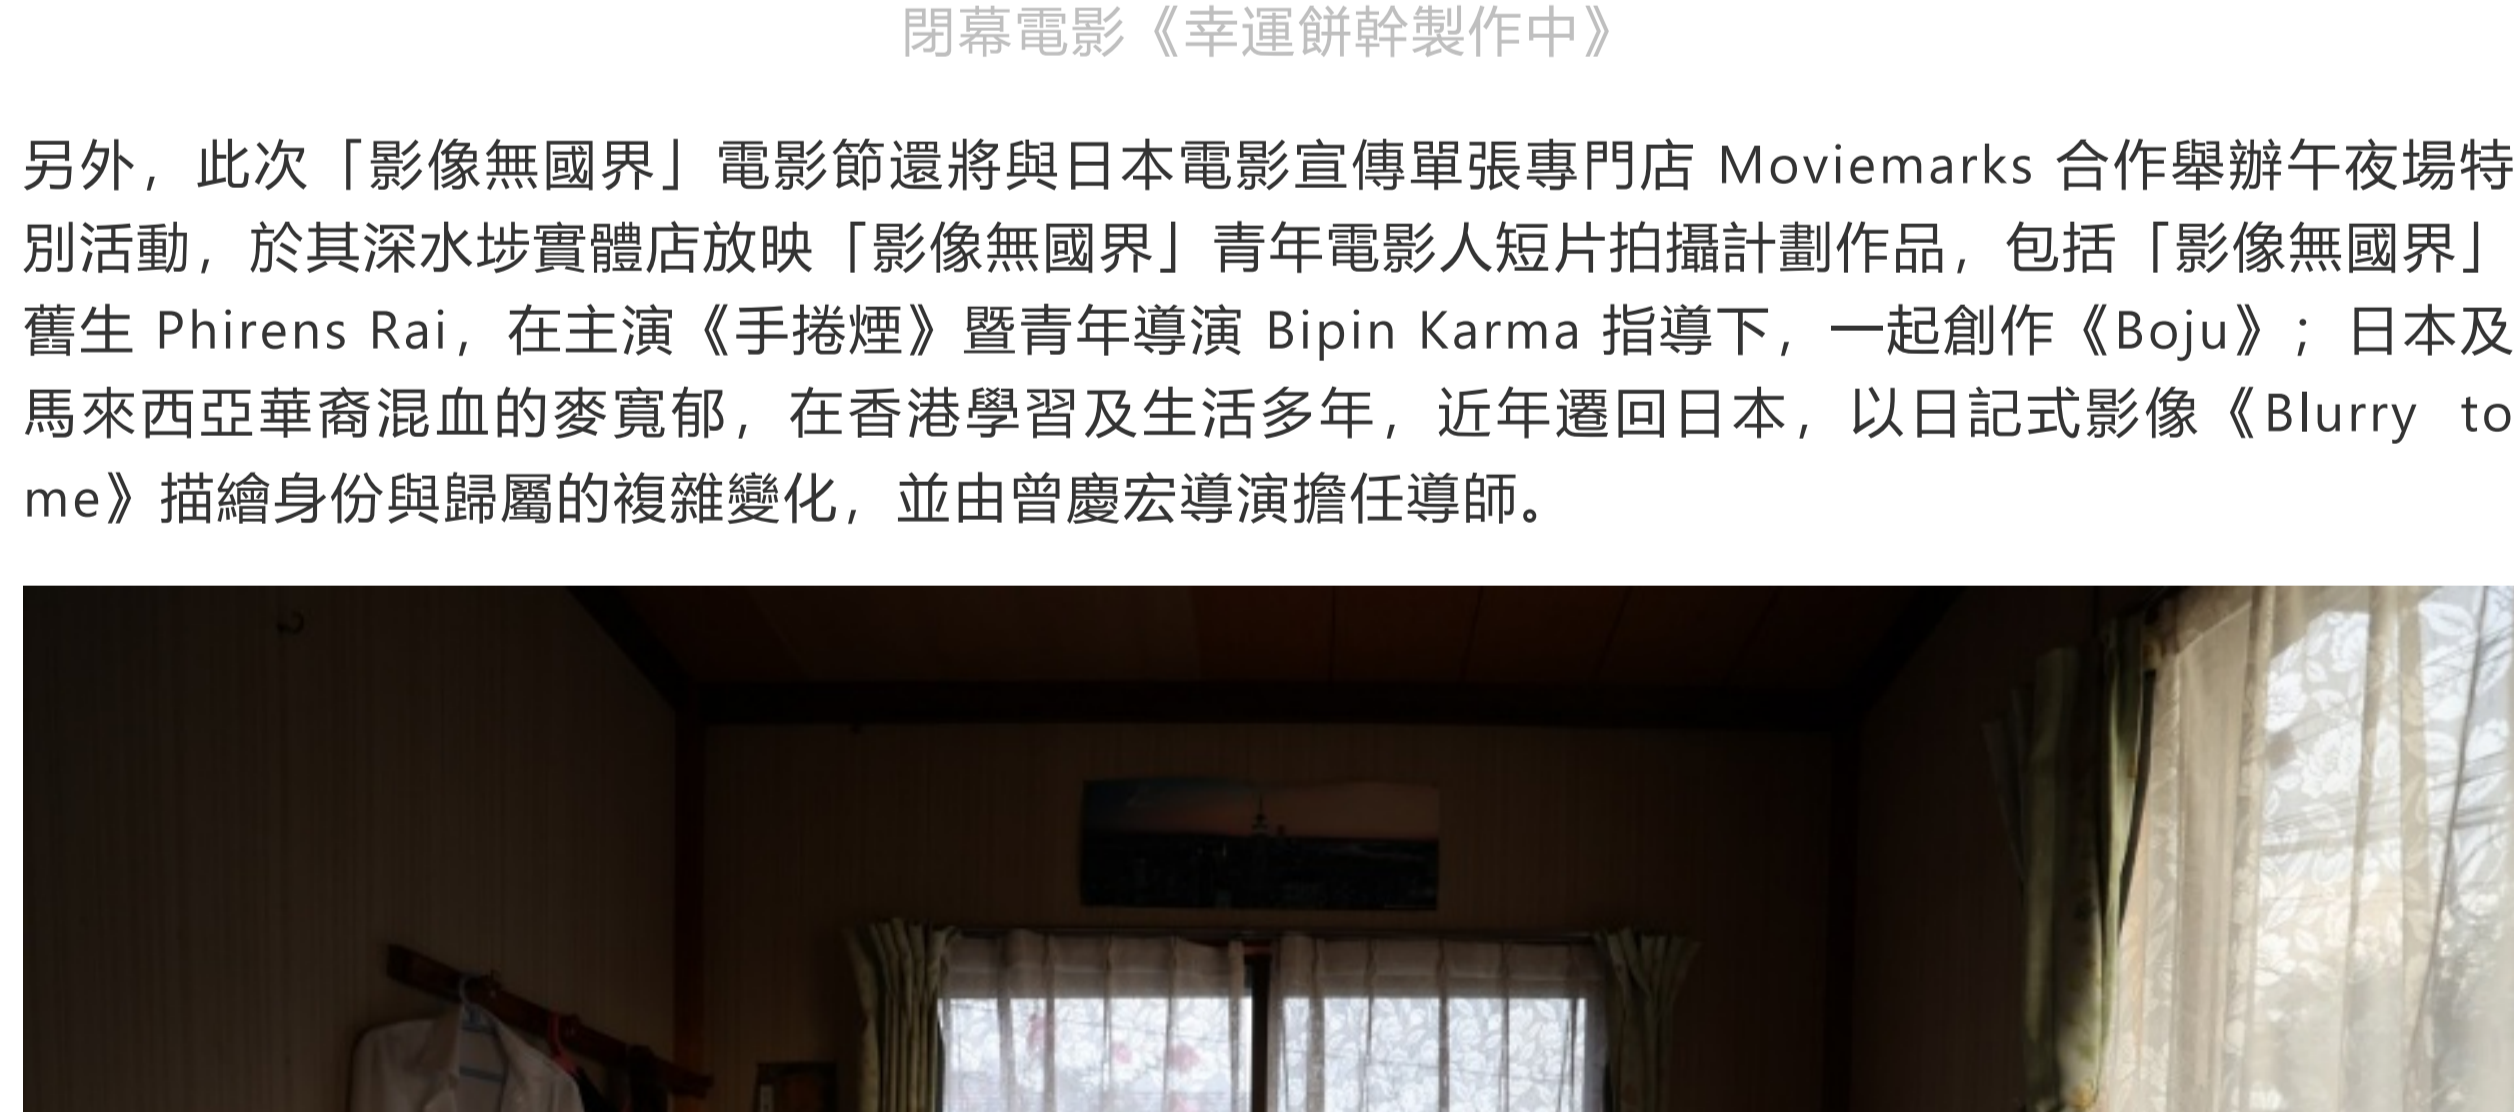 閉幕電影《幸運餅幹製作中》
另外，此次「影像無國界」電影節還將與日本電影宣傳單張專門店 Moviemarks 合作舉辦午夜場特
別活動，於其深水埗實體店放映「影像無國界」青年電影人短片拍攝計劃作品，包括「影像無國界」
舊生 Phirens Rai，在主演《手捲煙》暨青年導演 Bipin Karma 指導下，一起創作《Boju》；日本及
馬來西亞華裔混血的麥寬郁，在香港學習及生活多年，近年遷回日本，以日記式影像《Blurry to
me》描繪身份與歸屬的複雜變化，並由曾慶宏導演擔任導師。